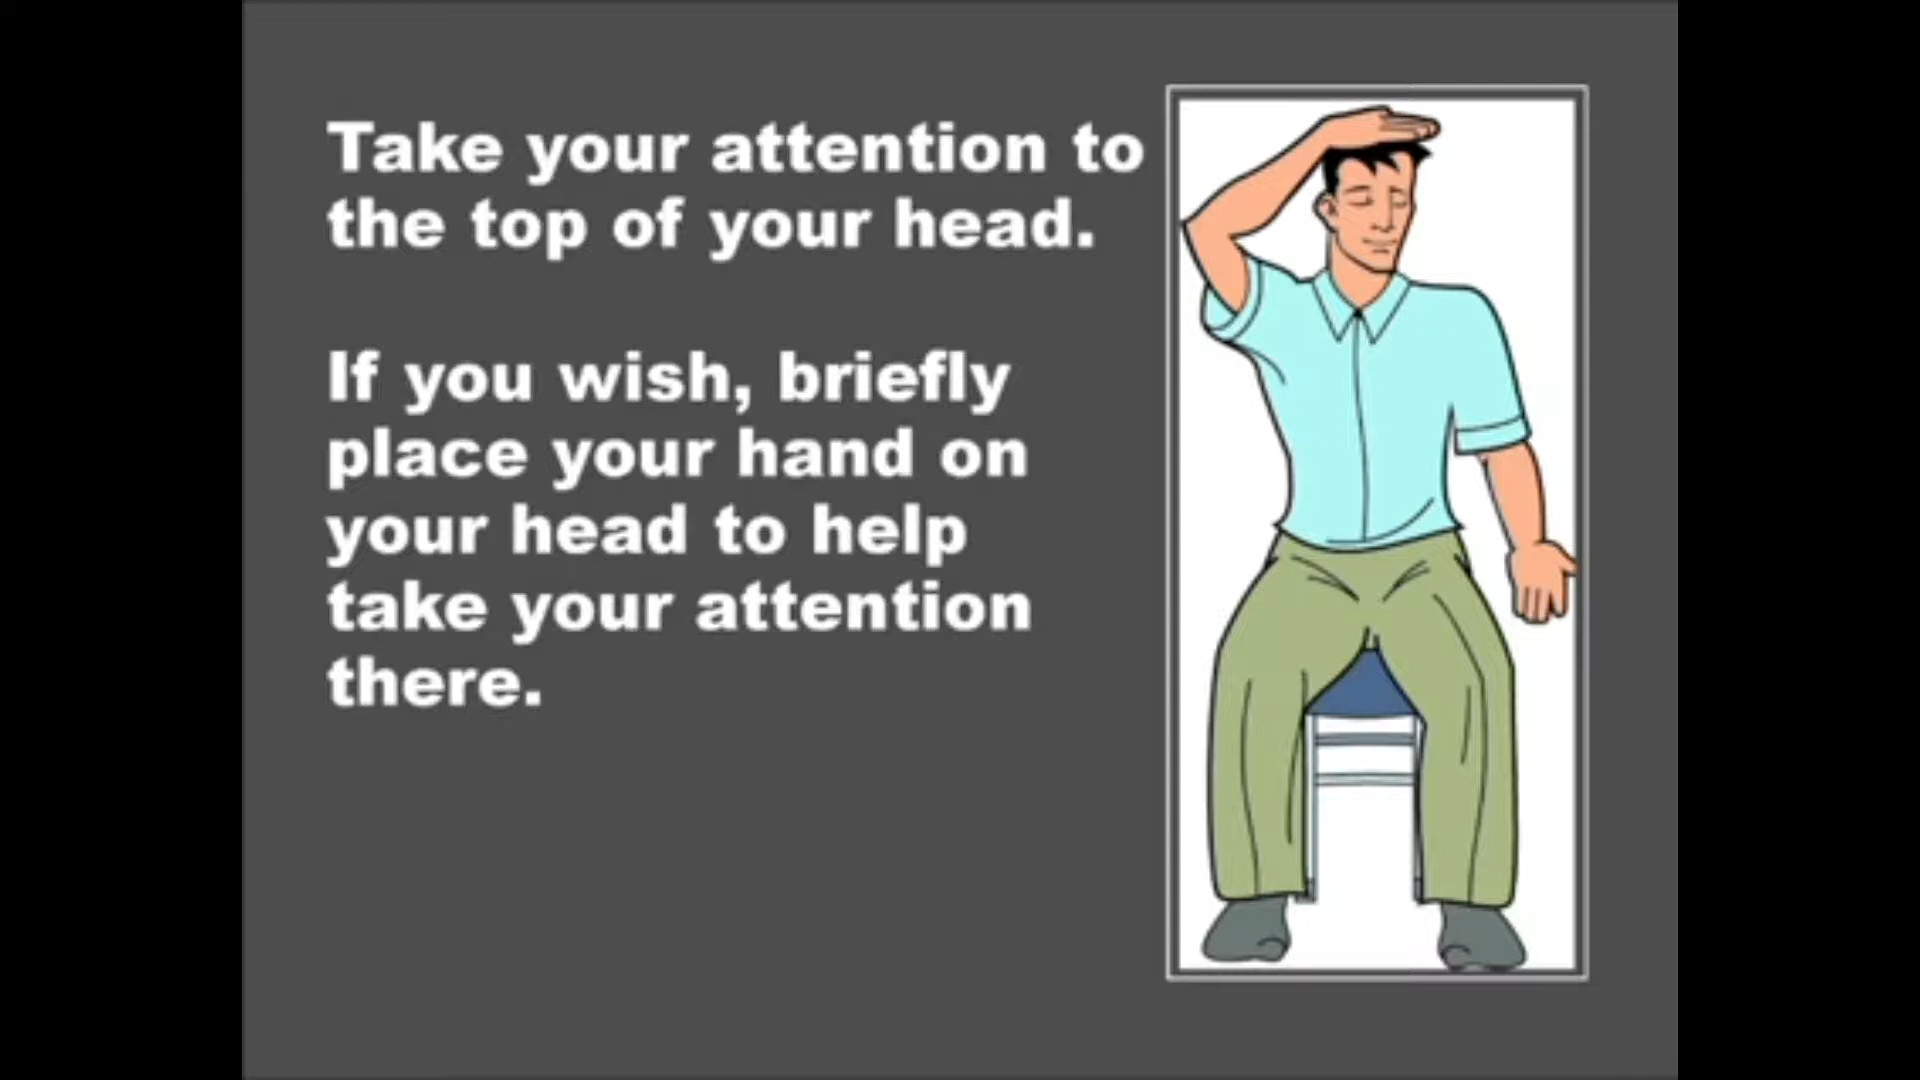 Take your attention to
the top of your head.
If you wish, briefly
place your hand on
your head to help
take your attention
there.